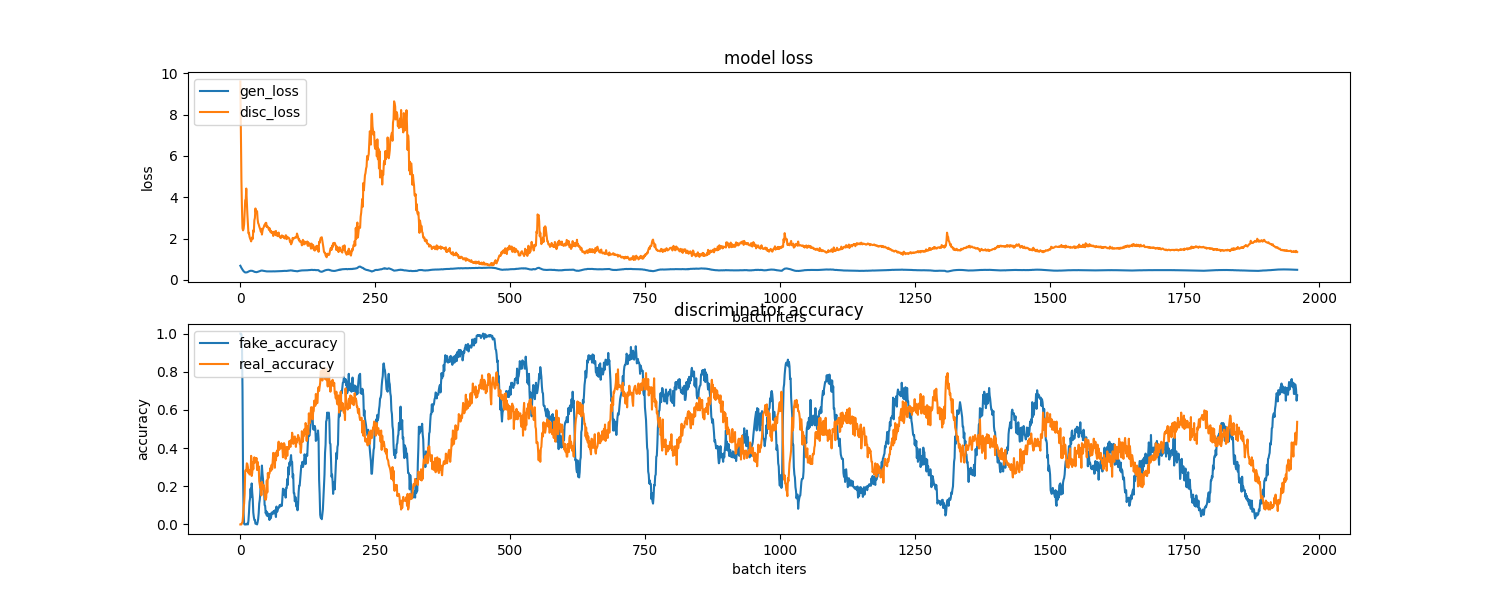 model loss
10
8
6
4
2
0
loss
gen_loss
disc_loss
0 250 500 750 1000 1250 1500 1750 2000
batch iters
discriminator accuracy
1.0
0.8
0.6
0.4
0.2
0.0
accuracy
fake_accuracy
real_accuracy
0 250 500 750 1000 1250 1500 1750 2000
batch iters